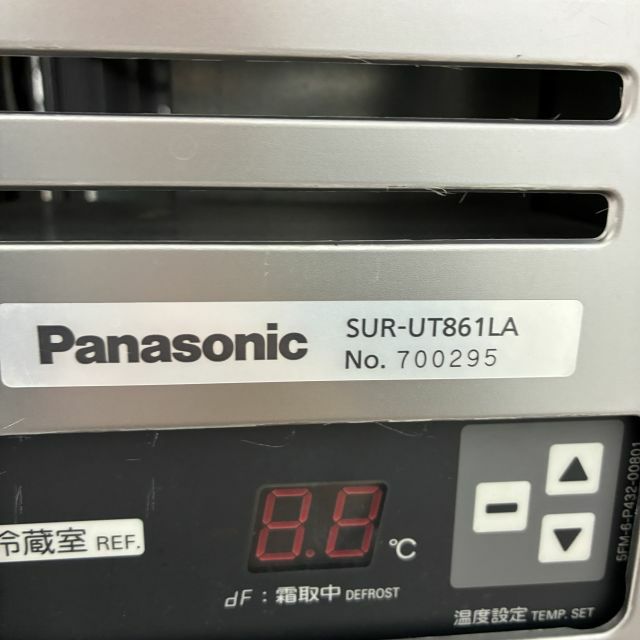 Panasonic SUR-UT861LA
No. 700295
冷蔵室 REF.
8.8 ℃
dF : 霜取中 DEFROST
温度設定 TEMP. SET
5FM-6-P432-00801